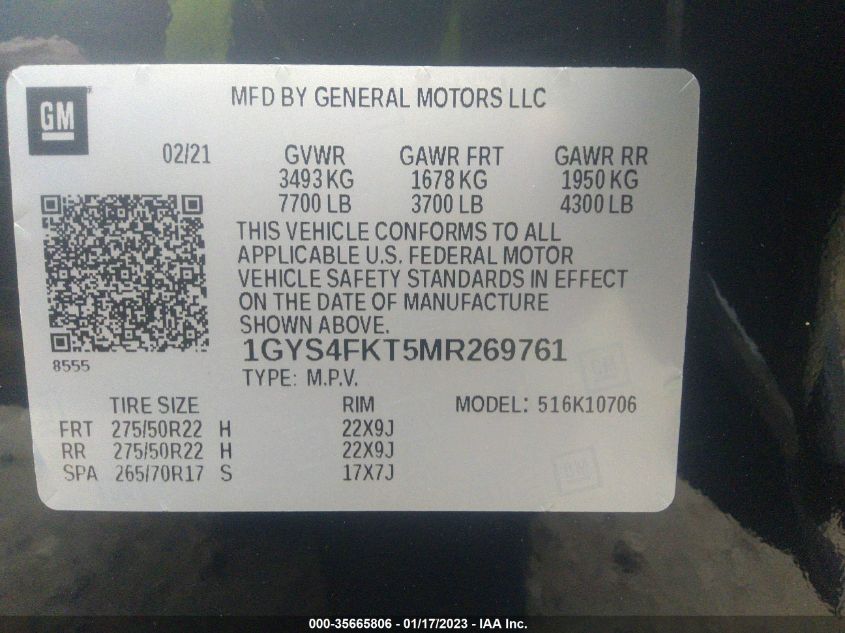 GM
MFD BY GENERAL MOTORS LLC
02/21 GVWR GAWR FRT GAWR RR
3493 KG 1678 KG 1950 KG
7700 LB 3700 LB 4300 LB
THIS VEHICLE CONFORMS TO ALL
APPLICABLE U.S. FEDERAL MOTOR
VEHICLE SAFETY STANDARDS IN EFFECT
ON THE DATE OF MANUFACTURE
SHOWN ABOVE.
8555
1GYS4FKT5MR269761
TYPE: M.P.V.
TIRE SIZE RIM MODEL: 516K10706
FRT 275/50R22 H 22X9J
RR 275/50R22 H 22X9J
SPA 265/70R17 S 17X7J
GM
GM
000-35665806 - 01/17/2023 - IAA Inc.